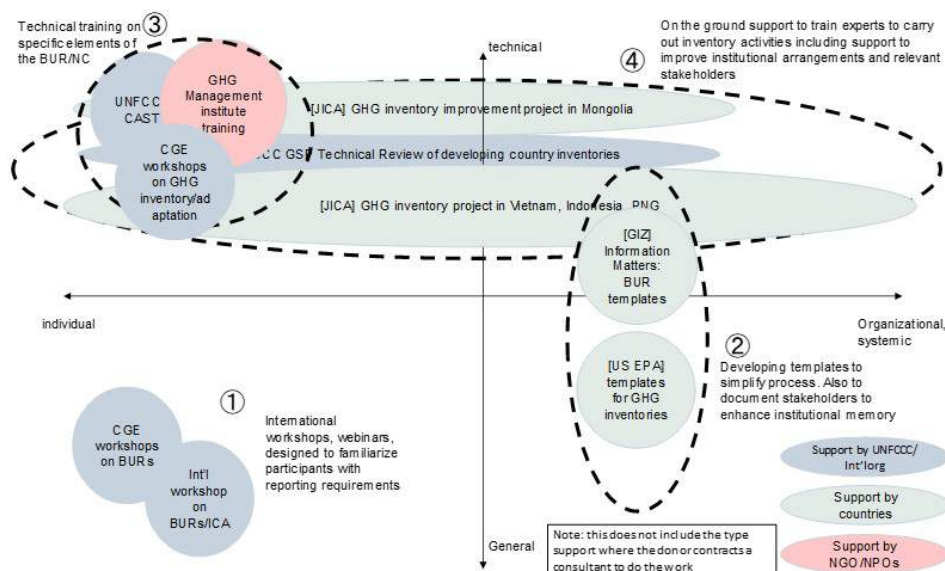 Technical training on
specific elements of
the BUR/NC
③
technical
④
On the ground support to train experts to carry
out inventory activities including support to
improve institutional arrangements and relevant
stakeholders
UNFCC
CAST
GHG
Management
institute
training
[JICA] GHG inventory improvement project in Mongolia
CC GSP Technical Review of developing country inventories
CGE
workshops
on GHG
inventory/ad
aptation
[JICA] GHG inventory project in Vietnam, Indonesia, PNG
[GIZ]
Information
Matters:
BUR
templates
individual
Organizational,
systemic
②
Developing templates to
simplify process. Also to
document stakeholders to
enhance institutional memory
[US EPA]
templates
for GHG
inventories
①
International
workshops, webinars,
designed to familiarize
participants with
reporting requirements
CGE
workshops
on BURs
Int'l
workshop
on
BURs/ICA
Support by UNFCCC/
Int'lorg
Support by
countries
Support by
NGO/NPOs
General
Note: this does not include the type
support where the donor contracts a
consultant to do the work